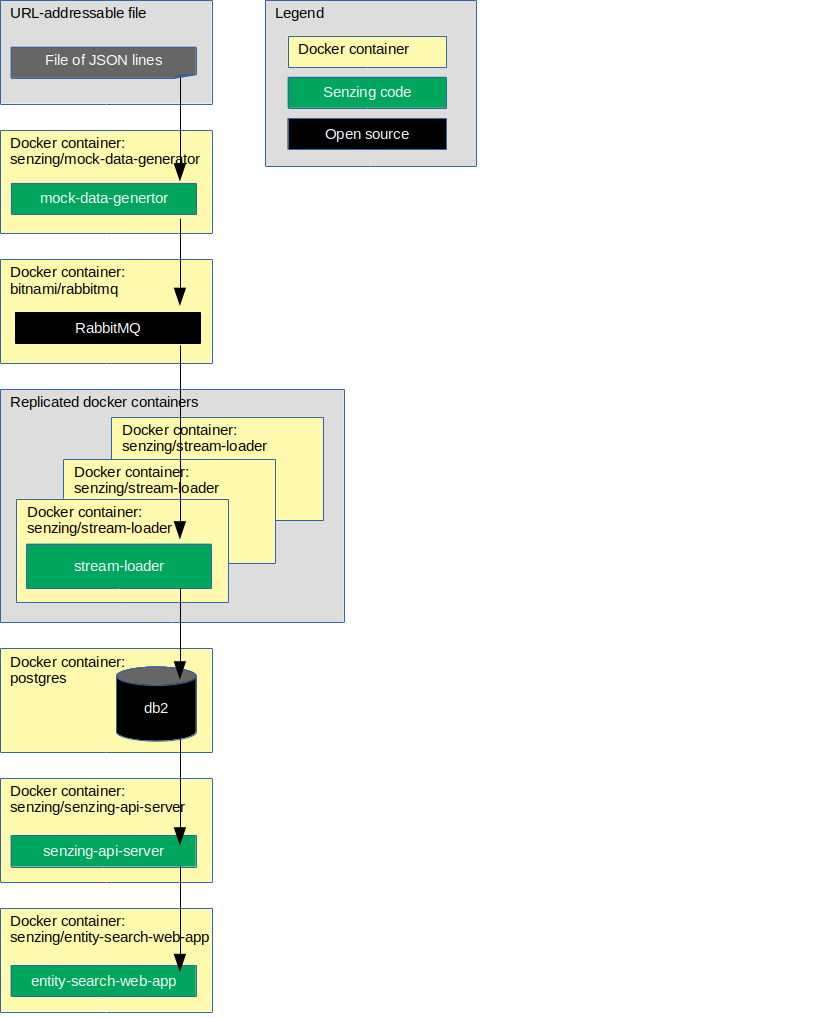 URL-addressable file
File of JSON lines
Legend
Docker container
Senzing code
Open source
Docker container:
senzing/mock-data-generator
mock-data-genertor
Docker container:
bitnami/rabbitmq
RabbitMQ
Replicated docker containers
Docker container:
senzing/stream-loader
Docker container:
senzing/stream-loader
Docker container:
senzing/stream-loader
stream-loader
Docker container:
postgres
db2
Docker container:
senzing/senzing-api-server
senzing-api-server
Docker container:
senzing/entity-search-web-app
entity-search-web-app